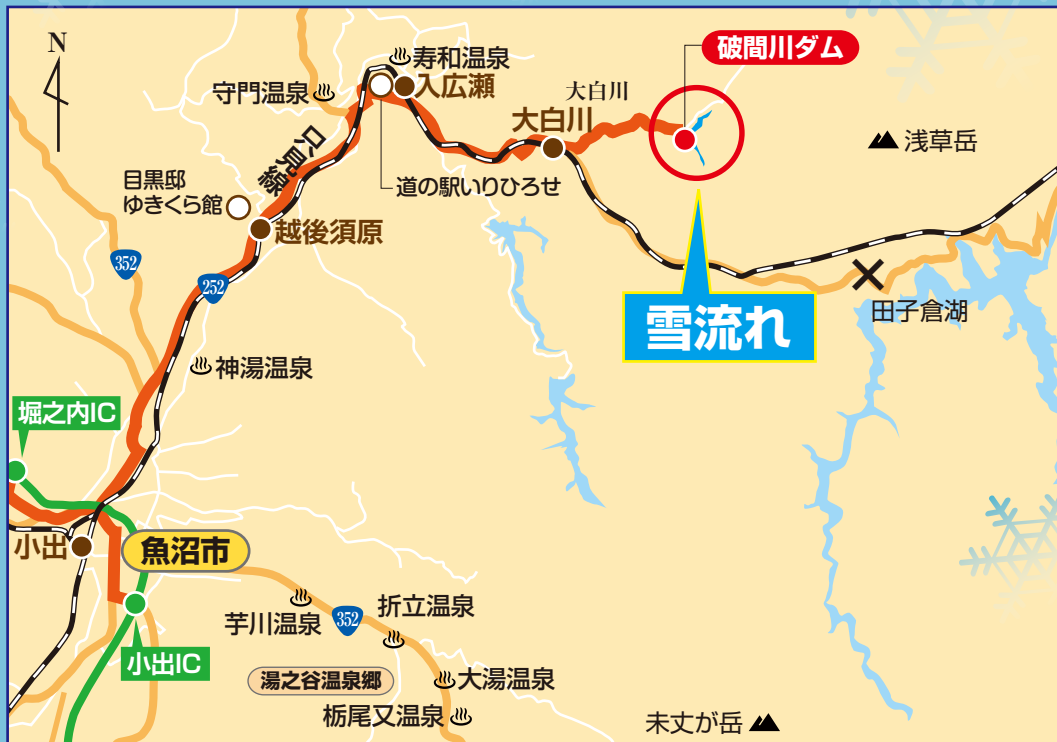 N
寿和温泉
入広瀬
守門温泉
破間川ダム
大白川
大白川
浅草岳
只見線
目黒邸
ゆきくら館
道の駅いりひろせ
越後須原
352
252
雪流れ
田子倉湖
神湯温泉
堀之内IC
小出
魚沼市
芋川温泉
352
折立温泉
小出IC
湯之谷温泉郷
大湯温泉
栃尾又温泉
未丈が岳